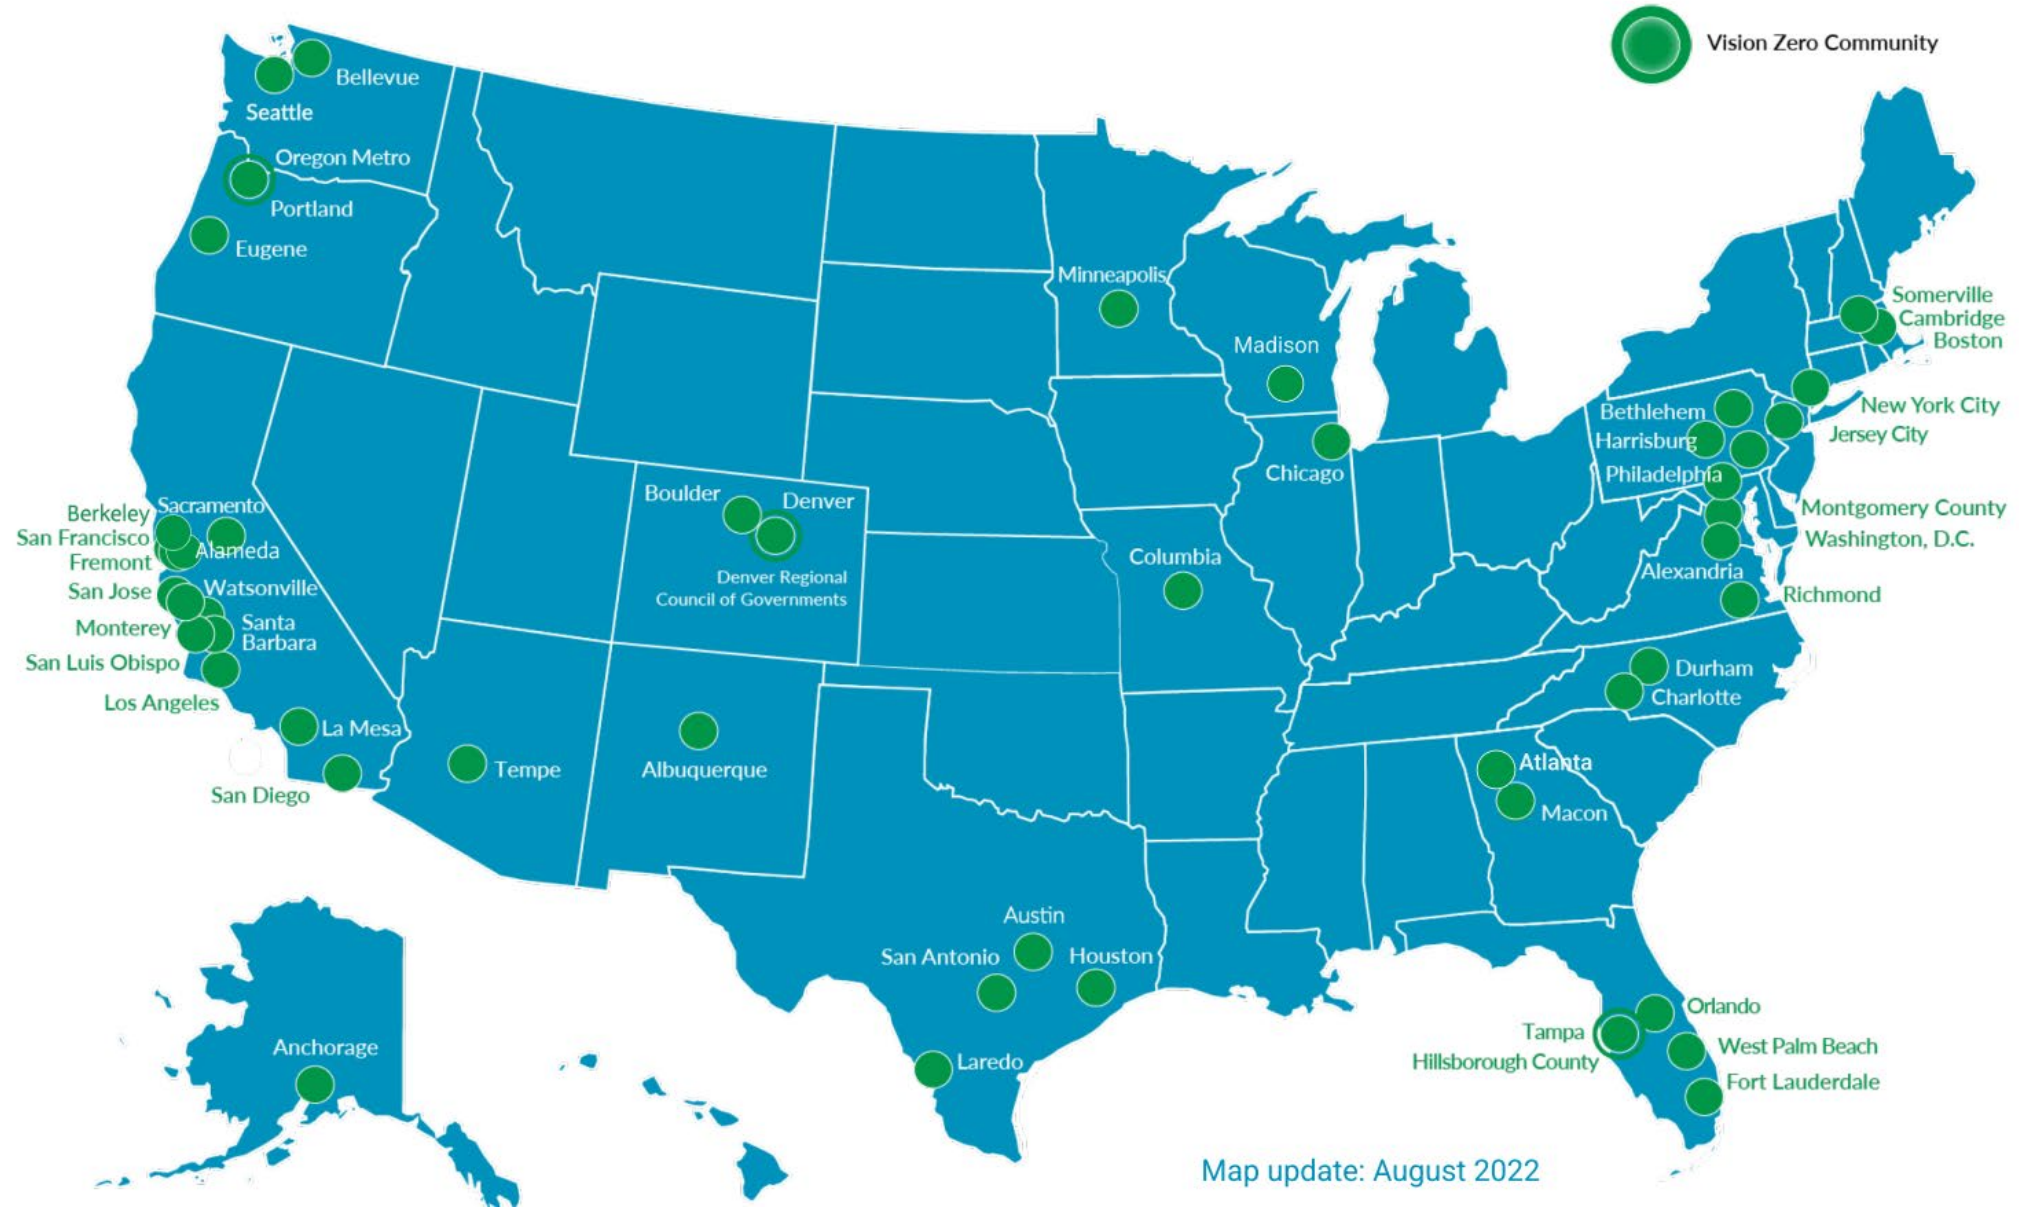 Vision Zero Community
Bellevue
Seattle
Oregon Metro
Portland
Eugene
Minneapolis
Madison
Chicago
Somerville
Cambridge
Boston
New York City
Jersey City
Bethlehem
Harrisburg
Philadelphia
Montgomery County
Washington, D.C.
Alexandria
Richmond
Sacramento
Berkeley
San Francisco
Alameda
Fremont
San Jose
Watsonville
Monterey
Santa
Barbara
San Luis Obispo
Los Angeles
La Mesa
San Diego
Boulder
Denver
Denver Regional
Council of Governments
Columbia
Durham
Charlotte
Tempe
Albuquerque
Atlanta
Macon
Austin
San Antonio
Houston
Laredo
Anchorage
Orlando
Tampa
Hillsborough County
West Palm Beach
Fort Lauderdale
Map update: August 2022